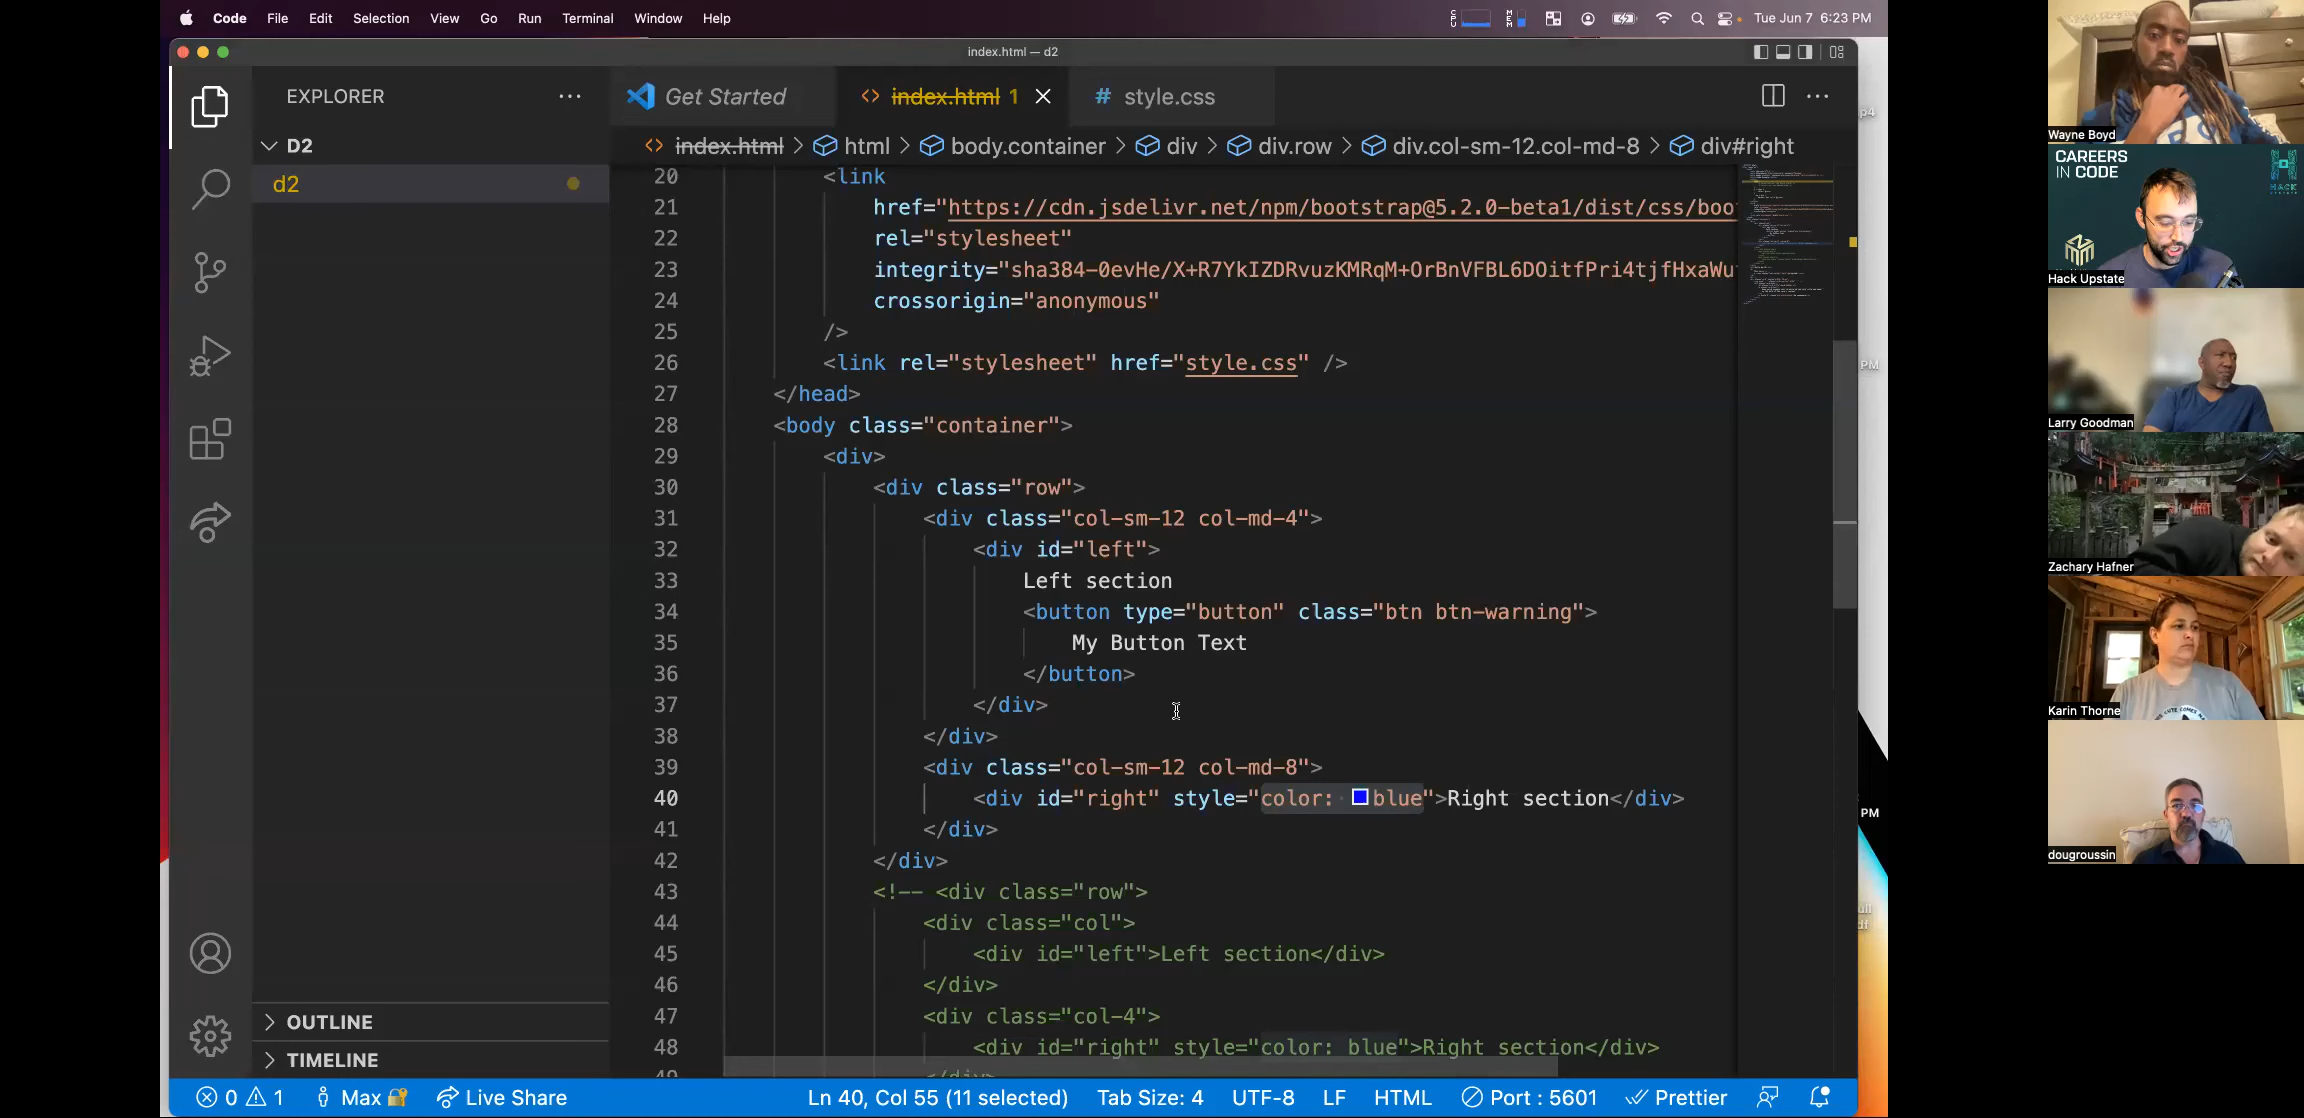 Code File Edit Selection View Go Run Terminal Window Help
CPU MEM Tue Jun 7 6:23 PM
index.html — d2
EXPLORER
D2
d2
OUTLINE
TIMELINE
Get Started
index.html 1
# style.css
index.html > html > body.container > div > div.row > div.col-sm-12.col-md-8 > div#right
20 <link
21 href="https://cdn.jsdelivr.net/npm/bootstrap@5.2.0-beta1/dist/css/boo
22 rel="stylesheet"
23 integrity="sha384-0evHe/X+R7YkIZDRvuzKMRqM+OrBnVFBL6DOitfPri4tjfHxaWu
24 crossorigin="anonymous"
25 />
26 <link rel="stylesheet" href="style.css" />
27 </head>
28 <body class="container">
29 <div>
30 <div class="row">
31 <div class="col-sm-12 col-md-4">
32 <div id="left">
33 Left section
34 <button type="button" class="btn btn-warning">
35 My Button Text
36 </button>
37 </div>
38 </div>
39 <div class="col-sm-12 col-md-8">
40 <div id="right" style="color: blue">Right section</div>
41 </div>
42 </div>
43 <!-- <div class="row">
44 <div class="col">
45 <div id="left">Left section</div>
46 </div>
47 <div class="col-4">
48 <div id="right" style="color: blue">Right section</div>
49 </div>
0 1 Max Live Share
Ln 40, Col 55 (11 selected) Tab Size: 4 UTF-8 LF HTML Port : 5601 Prettier
p4
PM
PM
Wayne Boyd
CAREERS
IN CODE
HACK
UPSTATE
Hack Upstate
Larry Goodman
Zachary Hafner
Karin Thorne
dougroussin